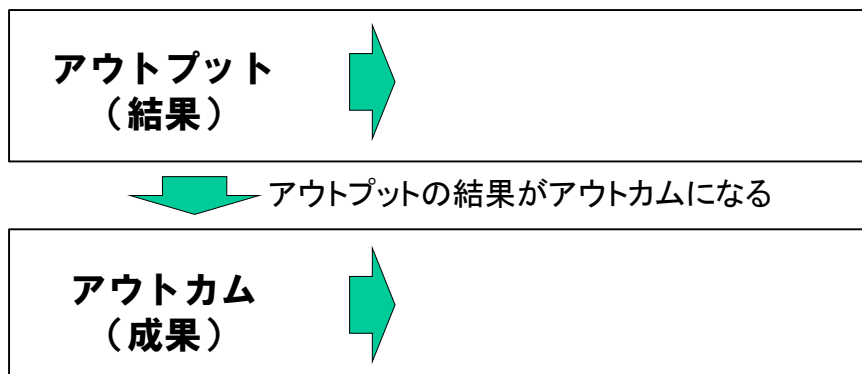 アウトプット
（結果）
アウトプットの結果がアウトカムになる
アウトカム
（成果）